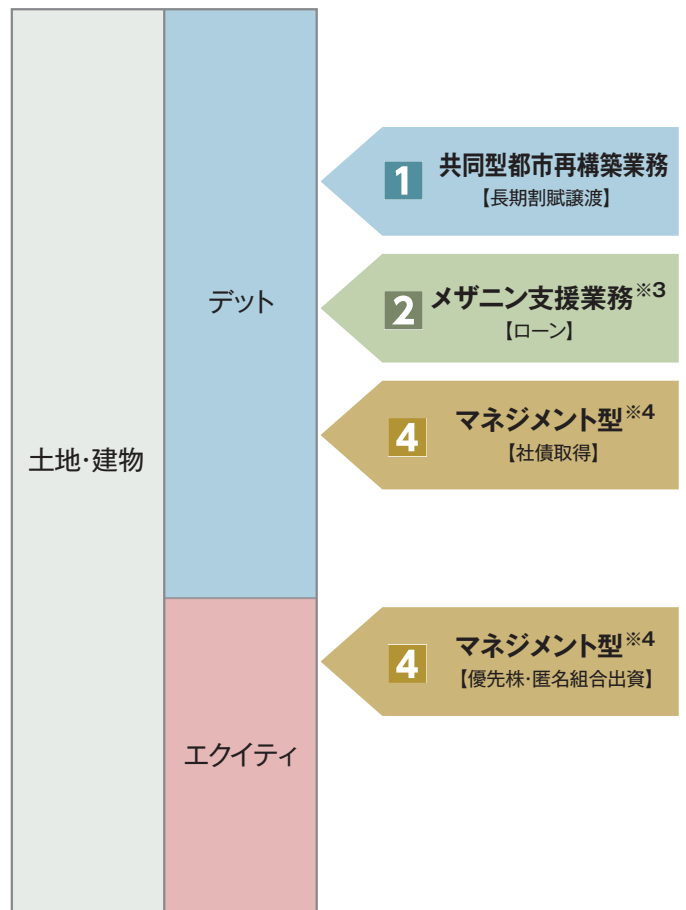 土地・建物
デット
エクイティ
1 共同型都市再構築業務
【長期割賦譲渡】
2 メザニン支援業務※3
【ローン】
4 マネジメント型※4
【社債取得】
4 マネジメント型※4
【優先株・匿名組合出資】